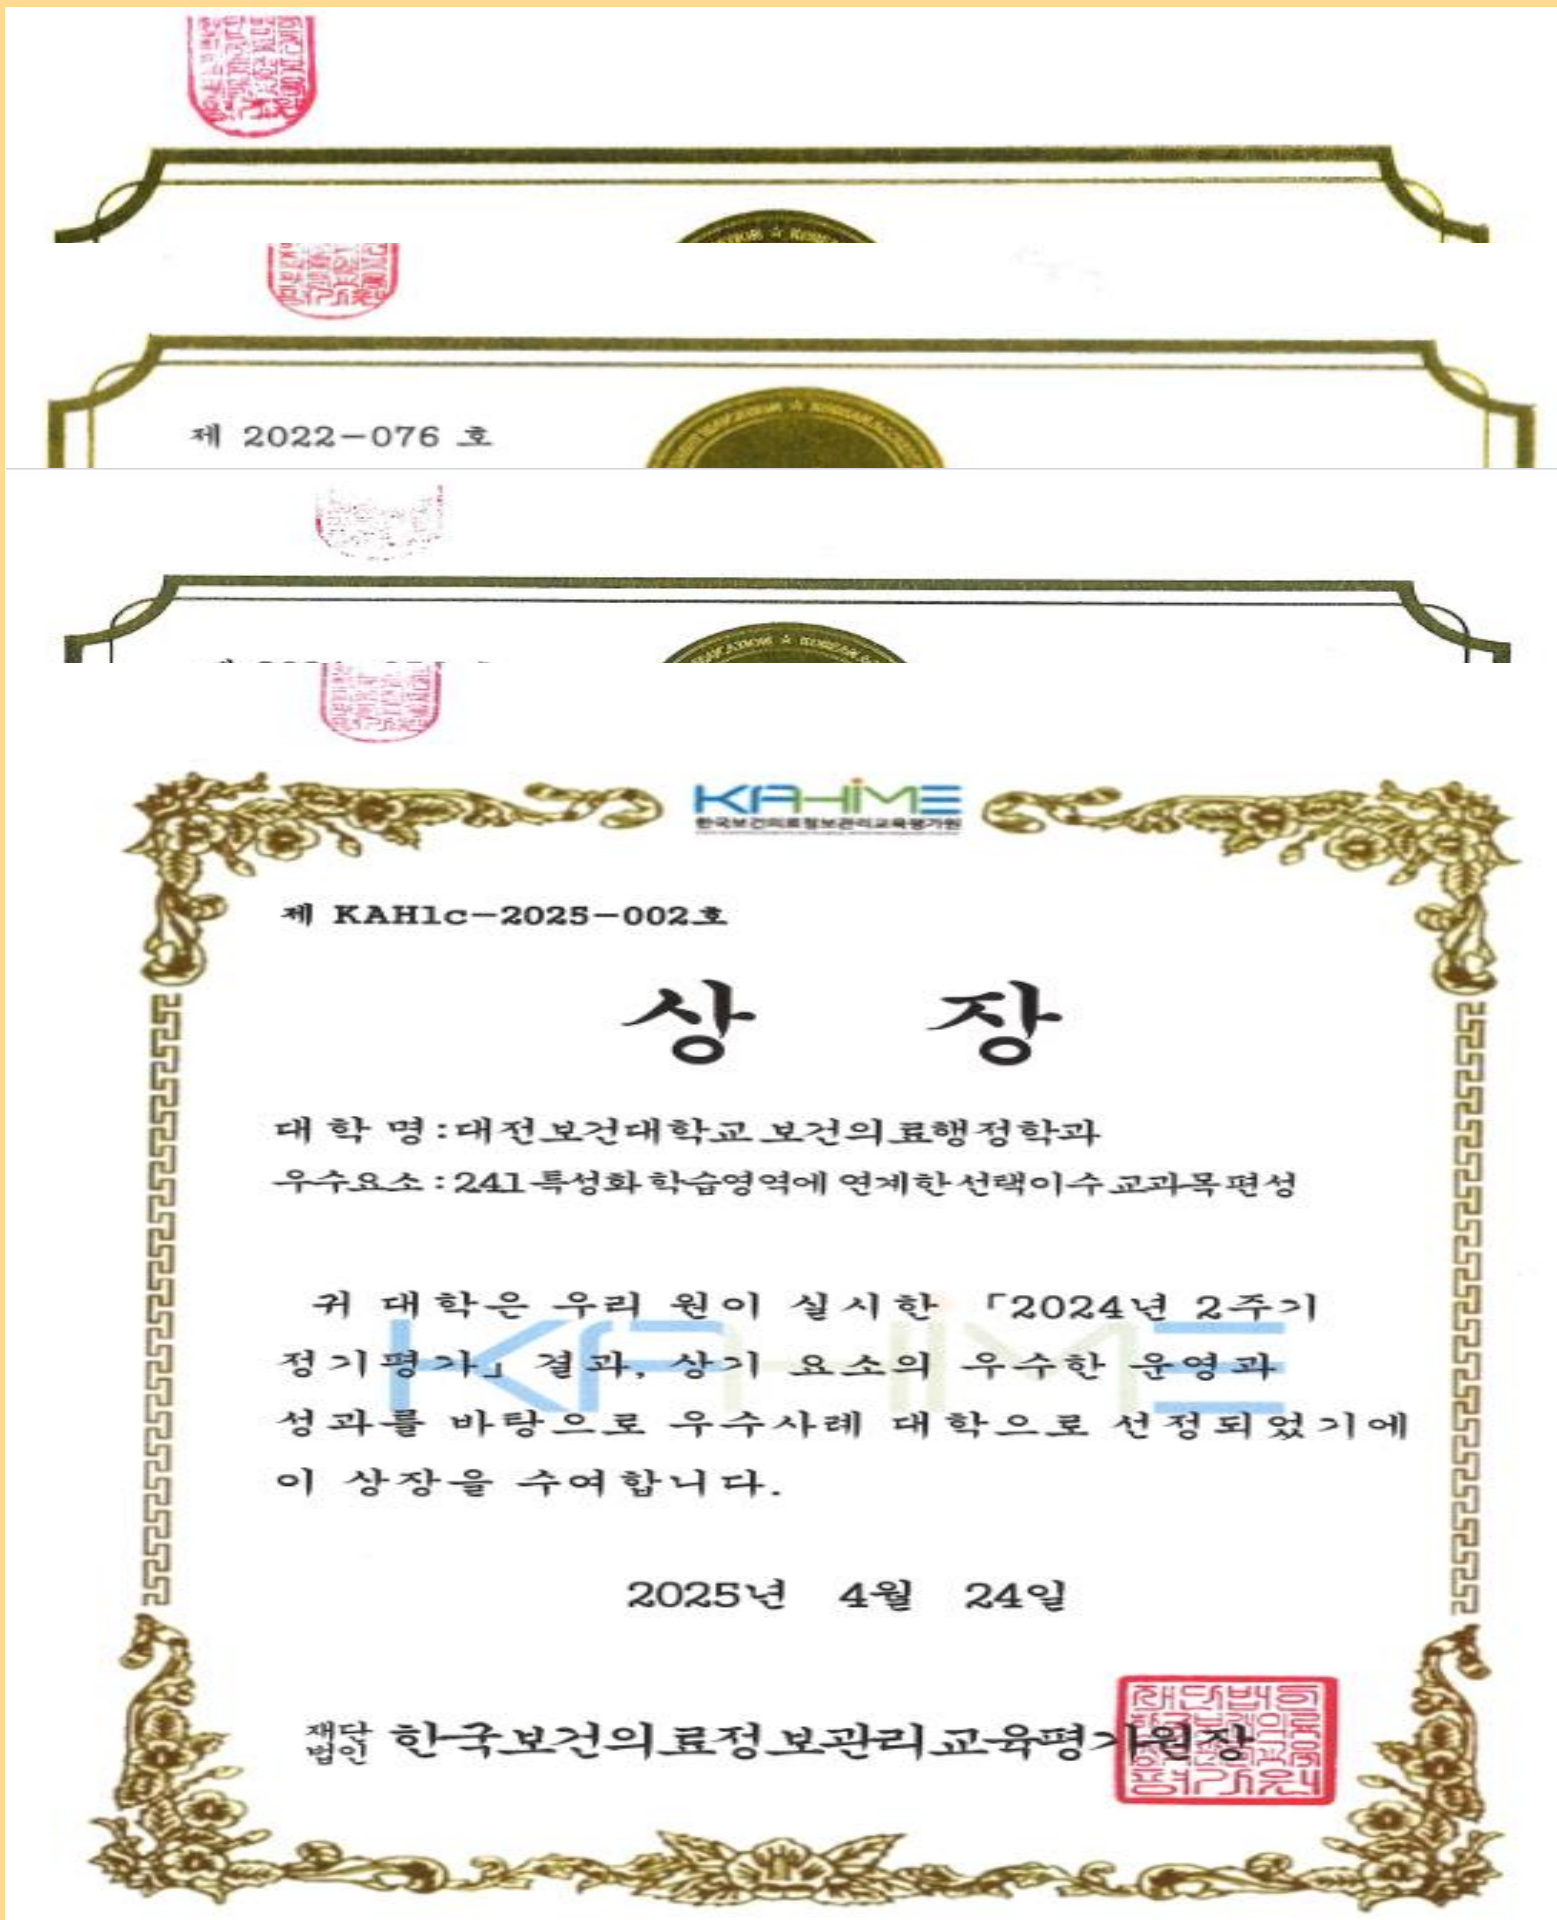 제 2022-076 호
KAHIME
한국보건의료정보관리교육평가원
제 KAH1c-2025-002호
상 장
대 학 명 : 대전보건대학교 보건의료행정학과
우수요소 : 241 특성화 학습영역에 연계한 선택이수 교과목 편성
귀 대학은 우리 원이 실시한 「2024년 2주기
정기평가」 결과, 상기 요소의 우수한 운영과
성과를 바탕으로 우수사례 대학으로 선정되었기에
이 상장을 수여합니다.
KAHIME
2025년 4월 24일
재단법인 한국보건의료정보관리교육평가원장